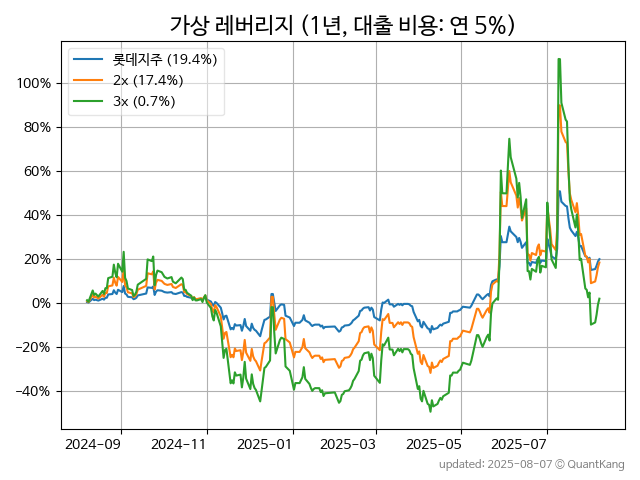 가상 레버리지 (1년, 대출 비용: 연 5%)
롯데지주 (19.4%)
2x (17.4%)
3x (0.7%)
100%
80%
60%
40%
20%
0%
−20%
−40%
2024-09 2024-11 2025-01 2025-03 2025-05 2025-07
updated: 2025-08-07 © QuantKang